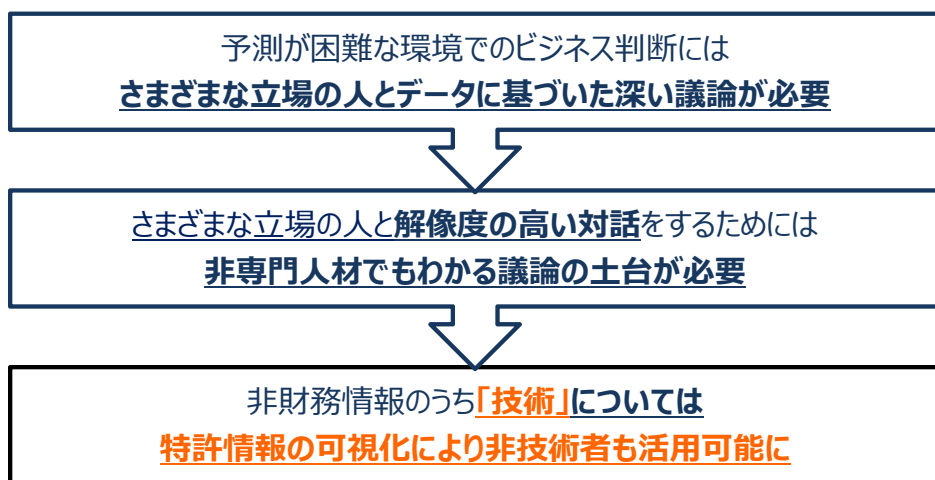 予測が困難な環境でのビジネス判断には
さまざまな立場の人とデータに基づいた深い議論が必要
さまざまな立場の人と解像度の高い対話をするためには
非専門人材でもわかる議論の土台が必要
非財務情報のうち「技術」については
特許情報の可視化により非技術者も活用可能に